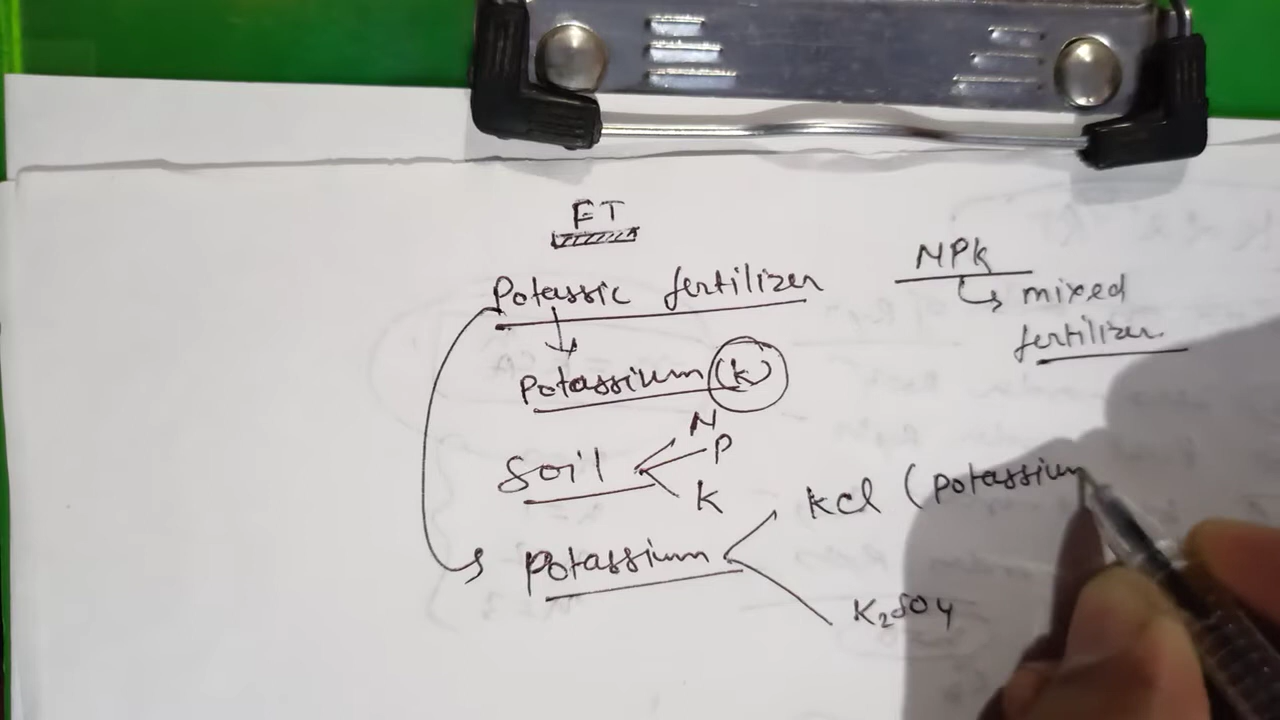 FT
Potassic fertilizer
NPK
mixed
fertilizer
Potassium (K)
Soil
N
P
K
Potassium
KCl (Potassium
K₂SO₄